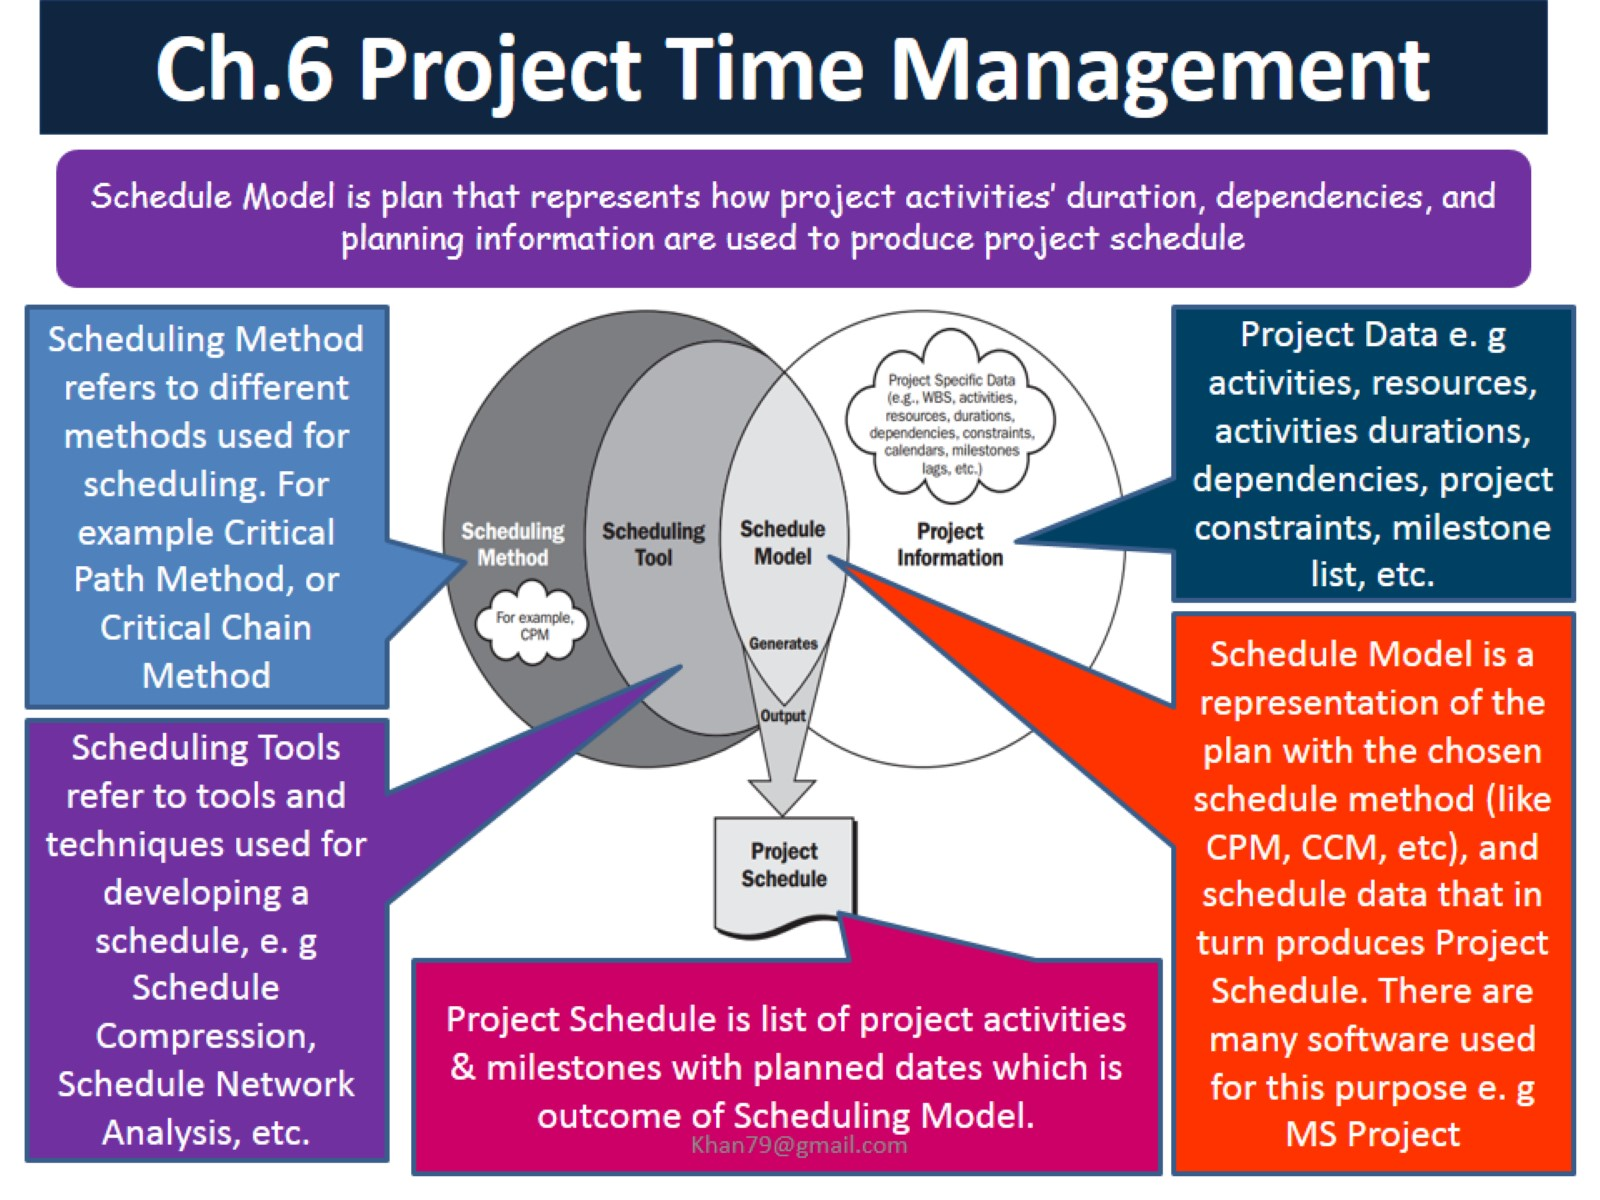 Ch.6 Project Time Management
Schedule Model is plan that represents how project activities' duration, dependencies, and
planning information are used to produce project schedule
Scheduling Method
refers to different
methods used for
scheduling. For
example Critical
Path Method, or
Critical Chain
Method
Scheduling Tools
refer to tools and
techniques used for
developing a
schedule, e. g
Schedule
Compression,
Schedule Network
Analysis, etc.
Scheduling
Method
For example,
CPM
Scheduling
Tool
Schedule
Model
Generates
Output
Project Specific Data
(e.g., WBS, activities,
resources, durations,
dependencies, constraints,
calendars, milestones
lags, etc.)
Project
Information
Project
Schedule
Project Schedule is list of project activities
& milestones with planned dates which is
outcome of Scheduling Model.
Khan79@gmail.com
Project Data e. g
activities, resources,
activities durations,
dependencies, project
constraints, milestone
list, etc.
Schedule Model is a
representation of the
plan with the chosen
schedule method (like
CPM, CCM, etc), and
schedule data that in
turn produces Project
Schedule. There are
many software used
for this purpose e. g
MS Project